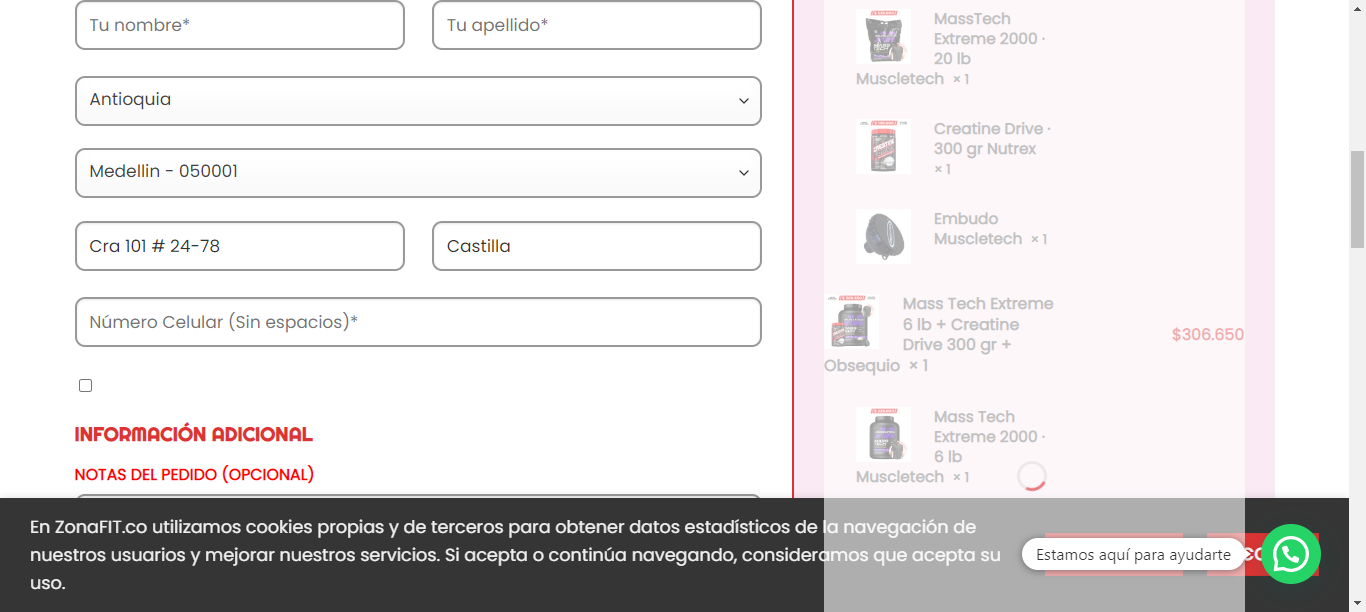 Tu nombre*
Tu apellido*
Antioquia
Medellin - 050001
Cra 101 # 24-78
Castilla
Número Celular (Sin espacios)*
INFORMACIÓN ADICIONAL
NOTAS DEL PEDIDO (OPCIONAL)
MassTech
Extreme 2000 ·
20 lb
Muscletech × 1
Creatine Drive ·
300 gr Nutrex
× 1
Embudo
Muscletech × 1
Mass Tech Extreme
6 lb + Creatine
Drive 300 gr +
Obsequio × 1
$306.650
Mass Tech
Extreme 2000 ·
6 lb
Muscletech × 1
En ZonaFIT.co utilizamos cookies propias y de terceros para obtener datos estadísticos de la navegación de
nuestros usuarios y mejorar nuestros servicios. Si acepta o continúa navegando, consideramos que acepta su
uso.
Estamos aquí para ayudarte